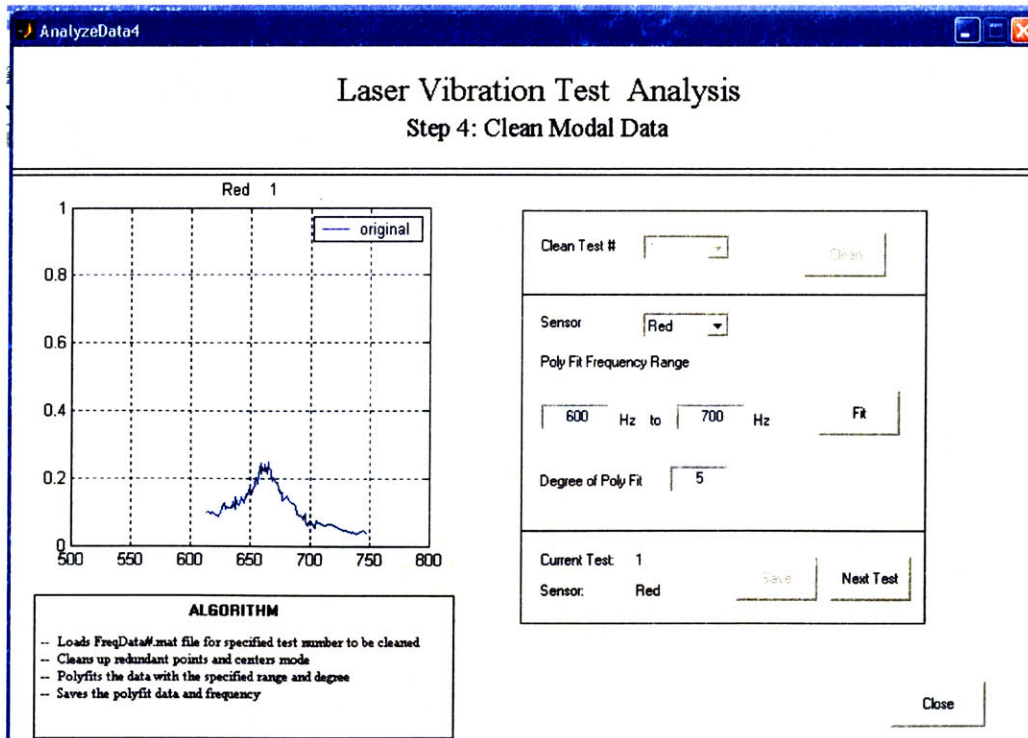 AnalyzeData4
Laser Vibration Test Analysis
Step 4: Clean Modal Data
Red 1
original
1
0.8
0.6
0.4
0.2
0
500 550 600 650 700 750 800
ALGORITHM
-- Loads FreqData#.mat file for specified test number to be cleaned
-- Cleans up redundant points and centers mode
-- Polyfits the data with the specified range and degree
-- Saves the polyfit data and frequency
Clean Test #
Clean
Sensor Red
Poly Fit Frequency Range
600 Hz to 700 Hz Fit
Degree of Poly Fit 5
Current Test: 1
Sensor: Red
Save
Next Test
Close